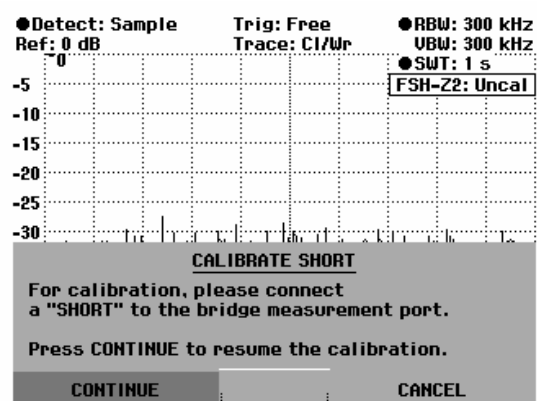 ●Detect: Sample Trig: Free ●RBW: 300 kHz
Ref: 0 dB Trace: Cl/Wr VBW: 300 kHz
●SWT: 1 s
FSH-Z2: Uncal
0
-5
-10
-15
-20
-25
-30
CALIBRATE SHORT
For calibration, please connect
a "SHORT" to the bridge measurement port.
Press CONTINUE to resume the calibration.
CONTINUE CANCEL